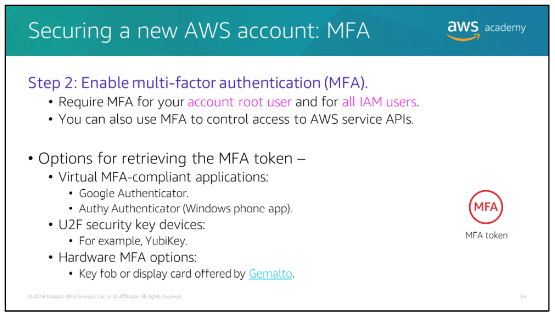 Securing a new AWS account: MFA
aws academy
Step 2: Enable multi-factor authentication (MFA).
• Require MFA for your account root user and for all IAM users.
• You can also use MFA to control access to AWS service APIs.
• Options for retrieving the MFA token –
• Virtual MFA-compliant applications:
• Google Authenticator.
• Authy Authenticator (Windows phone app).
• U2F security key devices:
• For example, YubiKey.
• Hardware MFA options:
• Key fob or display card offered by Gemalto.
MFA
MFA token
© 2019 Amazon Web Services, Inc. or its Affiliates. All rights reserved.